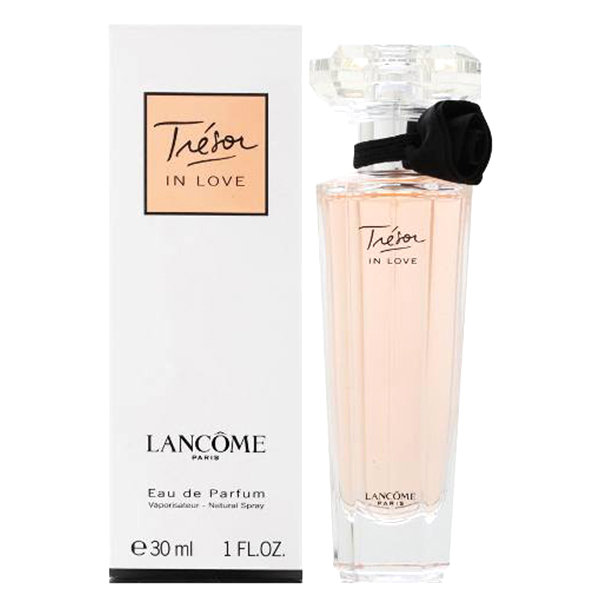 Trésor
IN LOVE
LANCÔME
PARIS
Eau de Parfum
Vaporisateur - Natural Spray
℮ 30 ml 1 FL.OZ.
Trésor
IN LOVE
LANCÔME
PARIS